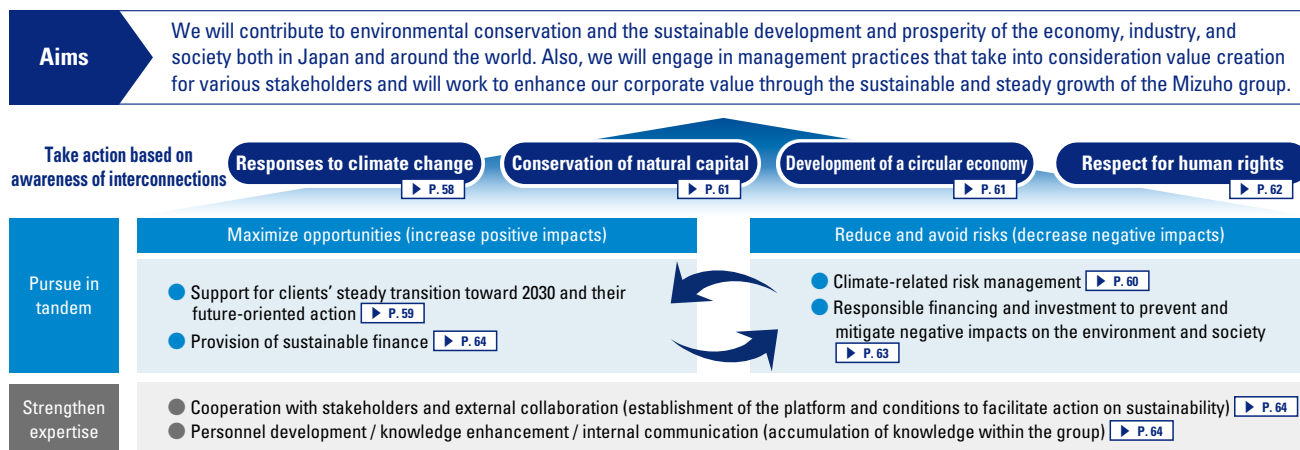 Aims
We will contribute to environmental conservation and the sustainable development and prosperity of the economy, industry, and
society both in Japan and around the world. Also, we will engage in management practices that take into consideration value creation
for various stakeholders and will work to enhance our corporate value through the sustainable and steady growth of the Mizuho group.
Take action based on
awareness of interconnections
Responses to climate change
▶ P. 58
Conservation of natural capital
▶ P. 61
Development of a circular economy
▶ P. 61
Respect for human rights
▶ P. 62
Pursue in
tandem
Maximize opportunities (increase positive impacts)
● Support for clients' steady transition toward 2030 and their
future-oriented action ▶ P. 59
● Provision of sustainable finance ▶ P. 64
Reduce and avoid risks (decrease negative impacts)
● Climate-related risk management ▶ P. 60
● Responsible financing and investment to prevent and
mitigate negative impacts on the environment and society
▶ P. 63
Strengthen
expertise
● Cooperation with stakeholders and external collaboration (establishment of the platform and conditions to facilitate action on sustainability) ▶ P. 64
● Personnel development / knowledge enhancement / internal communication (accumulation of knowledge within the group) ▶ P. 64